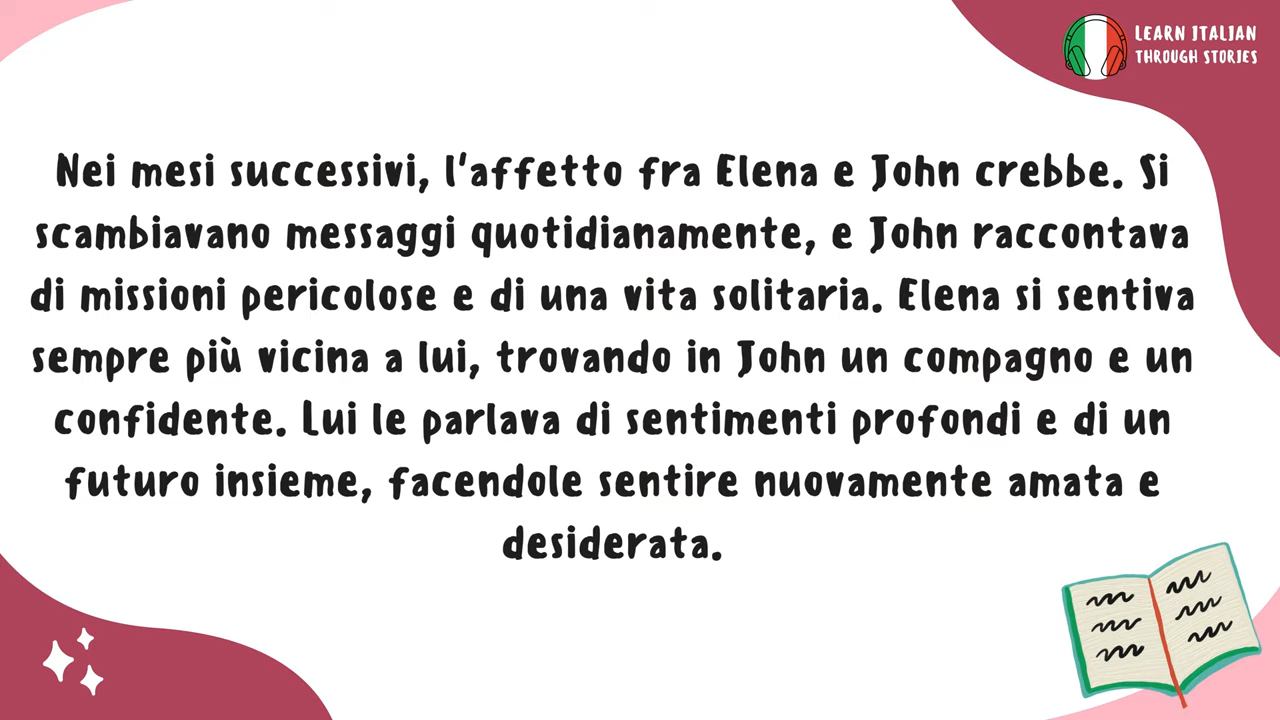 LEARN ITALIAN
THROUGH STORIES
Nei mesi successivi, l'affetto fra Elena e John crebbe. Si
scambiavano messaggi quotidianamente, e John raccontava
di missioni pericolose e di una vita solitaria. Elena si sentiva
sempre più vicina a lui, trovando in John un compagno e un
confidente. Lui le parlava di sentimenti profondi e di un
futuro insieme, facendole sentire nuovamente amata e
desiderata.